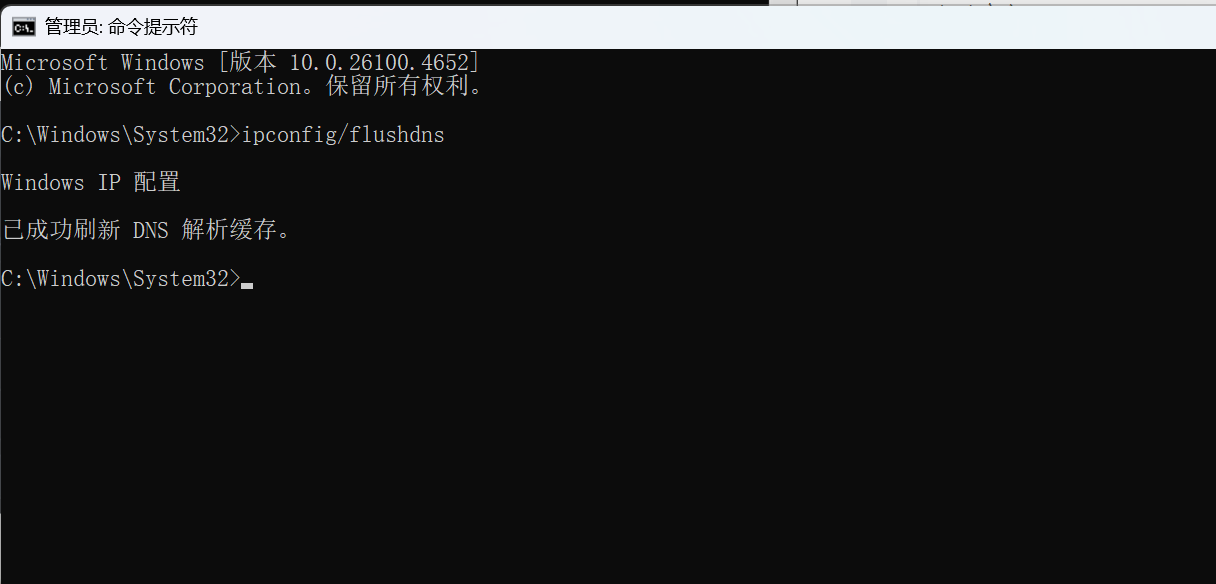 管理员: 命令提示符
Microsoft Windows [版本 10.0.26100.4652]
(c) Microsoft Corporation。保留所有权利。
C:\Windows\System32>ipconfig/flushdns
Windows IP 配置
已成功刷新 DNS 解析缓存。
C:\Windows\System32>